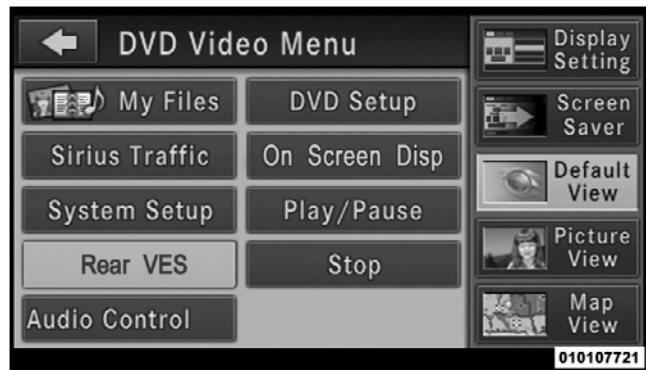 DVD Video Menu
My Files
DVD Setup
Sirius Traffic
On Screen Disp
System Setup
Play/Pause
Rear VES
Stop
Audio Control
Display
Setting
Screen
Saver
Default
View
Picture
View
Map
View
010107721